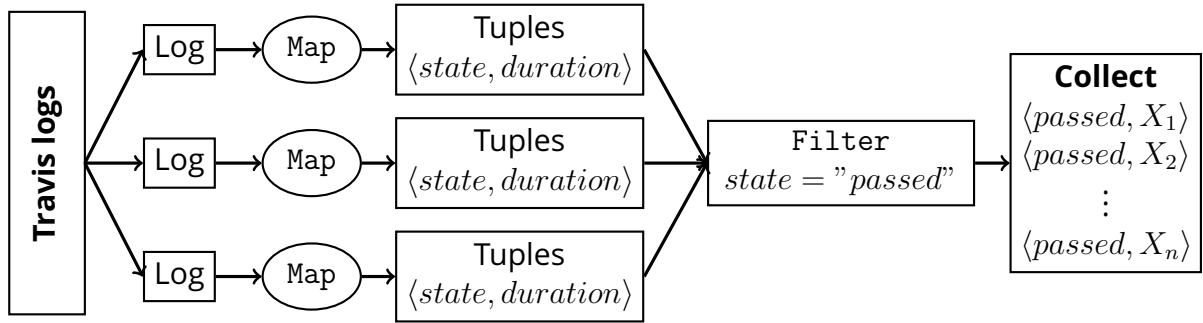 Travis logs
Log
Map
Tuples
⟨state, duration⟩
Log
Map
Tuples
⟨state, duration⟩
Log
Map
Tuples
⟨state, duration⟩
Filter
state = ”passed”
Collect
⟨passed, X₁⟩
⟨passed, X₂⟩
⋮
⟨passed, Xₙ⟩